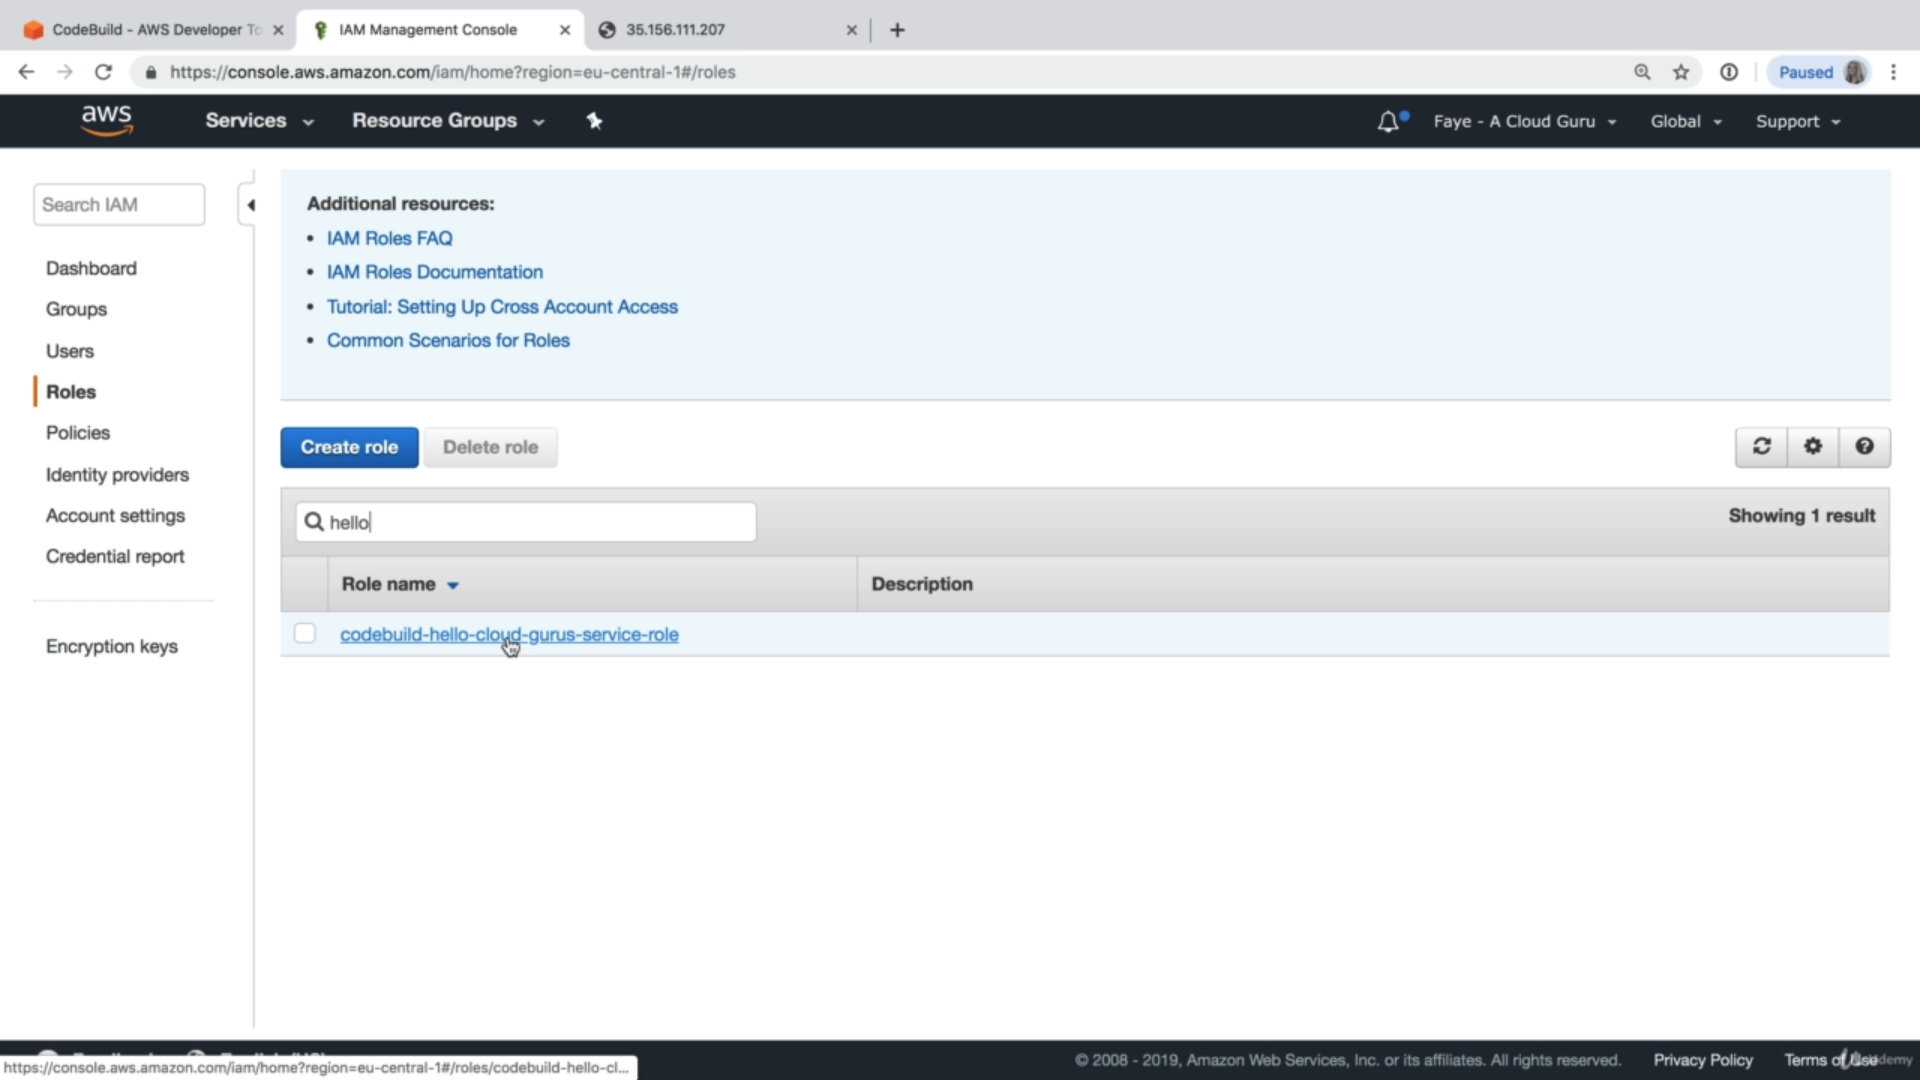 CodeBuild - AWS Developer To
IAM Management Console
35.156.111.207
https://console.aws.amazon.com/iam/home?region=eu-central-1#/roles
Paused
aws
Services
Resource Groups
Faye - A Cloud Guru
Global
Support
Search IAM
Dashboard
Groups
Users
Roles
Policies
Identity providers
Account settings
Credential report
Encryption keys
Additional resources:
• IAM Roles FAQ
• IAM Roles Documentation
• Tutorial: Setting Up Cross Account Access
• Common Scenarios for Roles
Create role
Delete role
hello
Showing 1 result
Role name
Description
codebuild-hello-cloud-gurus-service-role
https://console.aws.amazon.com/iam/home?region=eu-central-1#/roles/codebuild-hello-cl...
© 2008 - 2019, Amazon Web Services, Inc. or its affiliates. All rights reserved.
Privacy Policy
Terms of Use